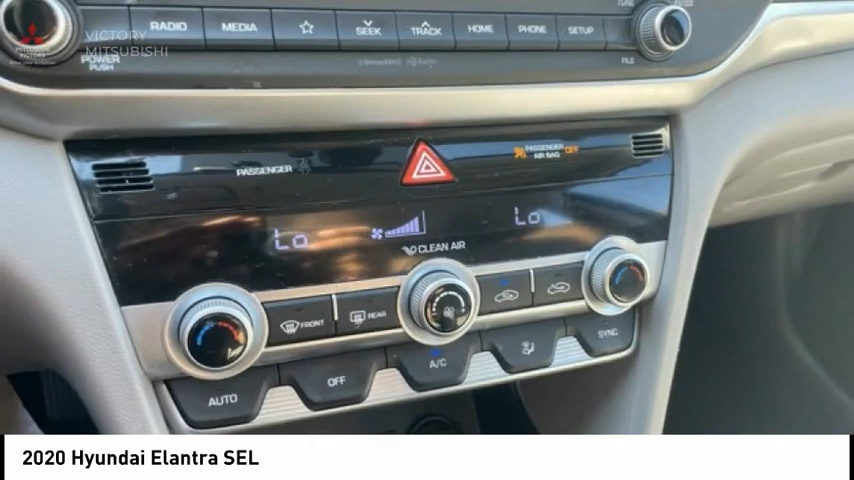 VICTORY
MITSUBISHI
RADIO MEDIA SEEK TRACK HOME PHONE SETUP
POWER
PUSH
FILE
PASSENGER
PASSENGER
AIR BAG OFF
Lo Lo
CLEAN AIR
FRONT REAR
AUTO OFF A/C SYNC
2020 Hyundai Elantra SEL